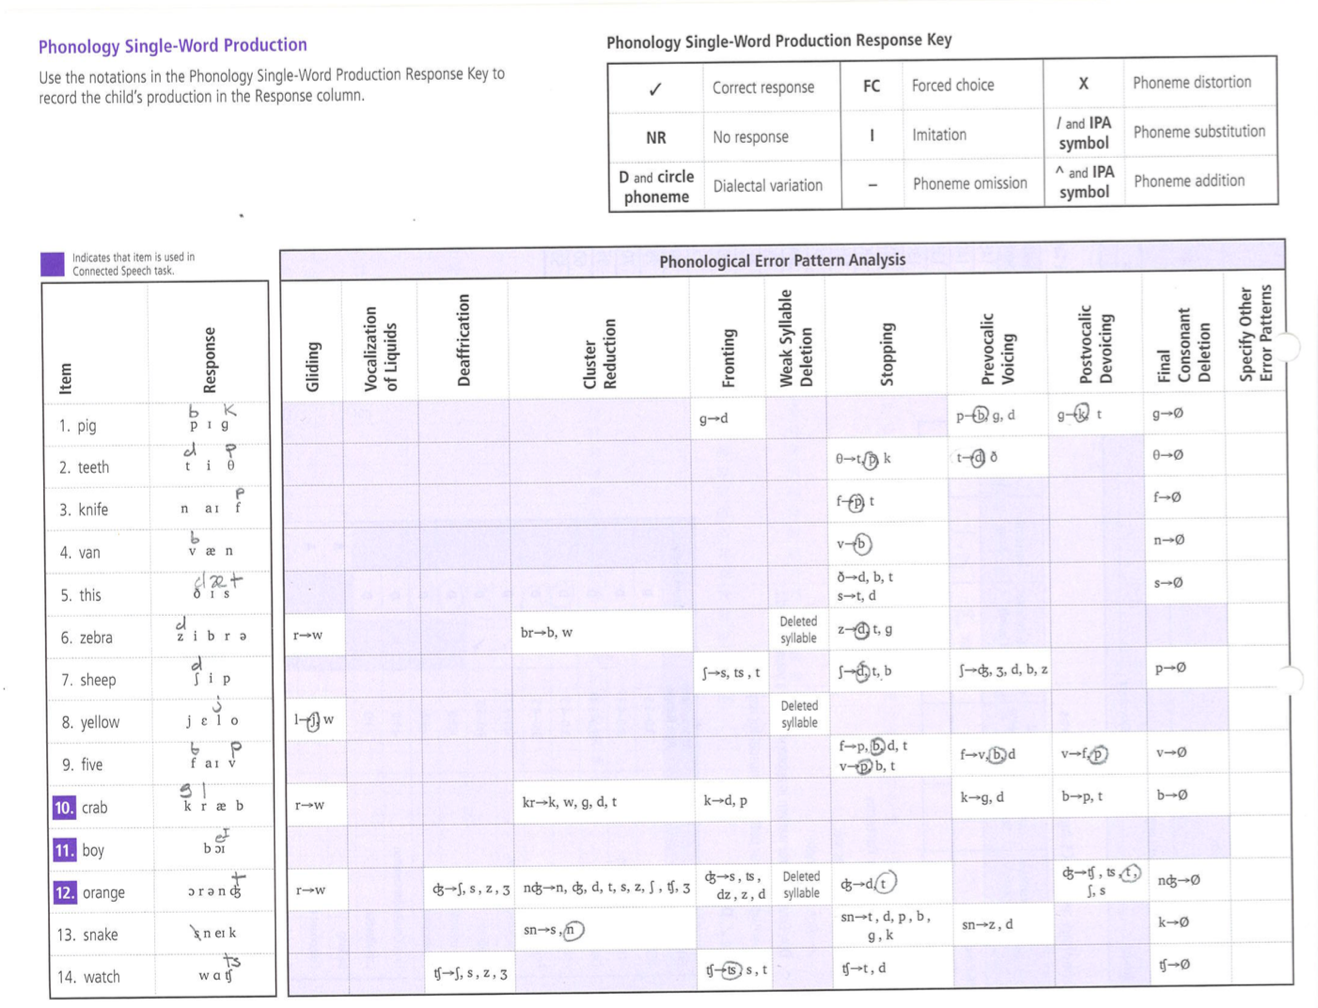 Phonology Single-Word Production
Use the notations in the Phonology Single-Word Production Response Key to
record the child's production in the Response column.
Phonology Single-Word Production Response Key
✓ Correct response FC Forced choice X Phoneme distortion
NR No response I Imitation / and IPA symbol Phoneme substitution
D and circle phoneme Dialectal variation – Phoneme omission ^ and IPA symbol Phoneme addition
Indicates that item is used in
Connected Speech task.
Phonological Error Pattern Analysis
Item Response Gliding Vocalization of Liquids Deaffrication Cluster Reduction Fronting Weak Syllable Deletion Stopping Prevocalic Voicing Postvocalic Devoicing Final Consonant Deletion Specify Other Error Patterns
b k
1. pig p ɪ g g→d p→b, g, d g→k, t g→Ø
d p
2. teeth t i θ θ→t, p, k t→d, ð θ→Ø
p
3. knife n aɪ f f→p, t f→Ø
b
4. van v æ n v→b n→Ø
d æ t
5. this ð ɪ s ð→d, b, t s→Ø
s→t, d
d
6. zebra z i b r ə r→w br→b, w Deleted syllable z→d, t, g
d
7. sheep ʃ i p ʃ→s, ts, t ʃ→d, t, b ʃ→ʤ, ʒ, d, b, z p→Ø
j
8. yellow j ɛ l o l→j, w Deleted syllable
b p
9. five f aɪ v f→p, b, d, t f→v, b, d v→f, p v→Ø
v→p, b, t
g l
10. crab k r æ b r→w kr→k, w, g, d, t k→d, p k→g, d b→p, t b→Ø
eɪ
11. boy b ɔɪ
t
12. orange ɔ r ə n ʤ r→w ʤ→ʃ, s, z, ʒ nʤ→n, ʤ, d, t, s, z, ʃ, ʧ, ʒ ʤ→s, ts, dz, z, d Deleted syllable ʤ→d, t ʤ→ʧ, ts, t, ʃ, s nʤ→Ø
13. snake s n eɪ k sn→s, n sn→t, d, p, b, g, k sn→z, d k→Ø
ts
14. watch w ɑ ʧ ʧ→ʃ, s, z, ʒ ʧ→ts, s, t ʧ→t, d ʧ→Ø